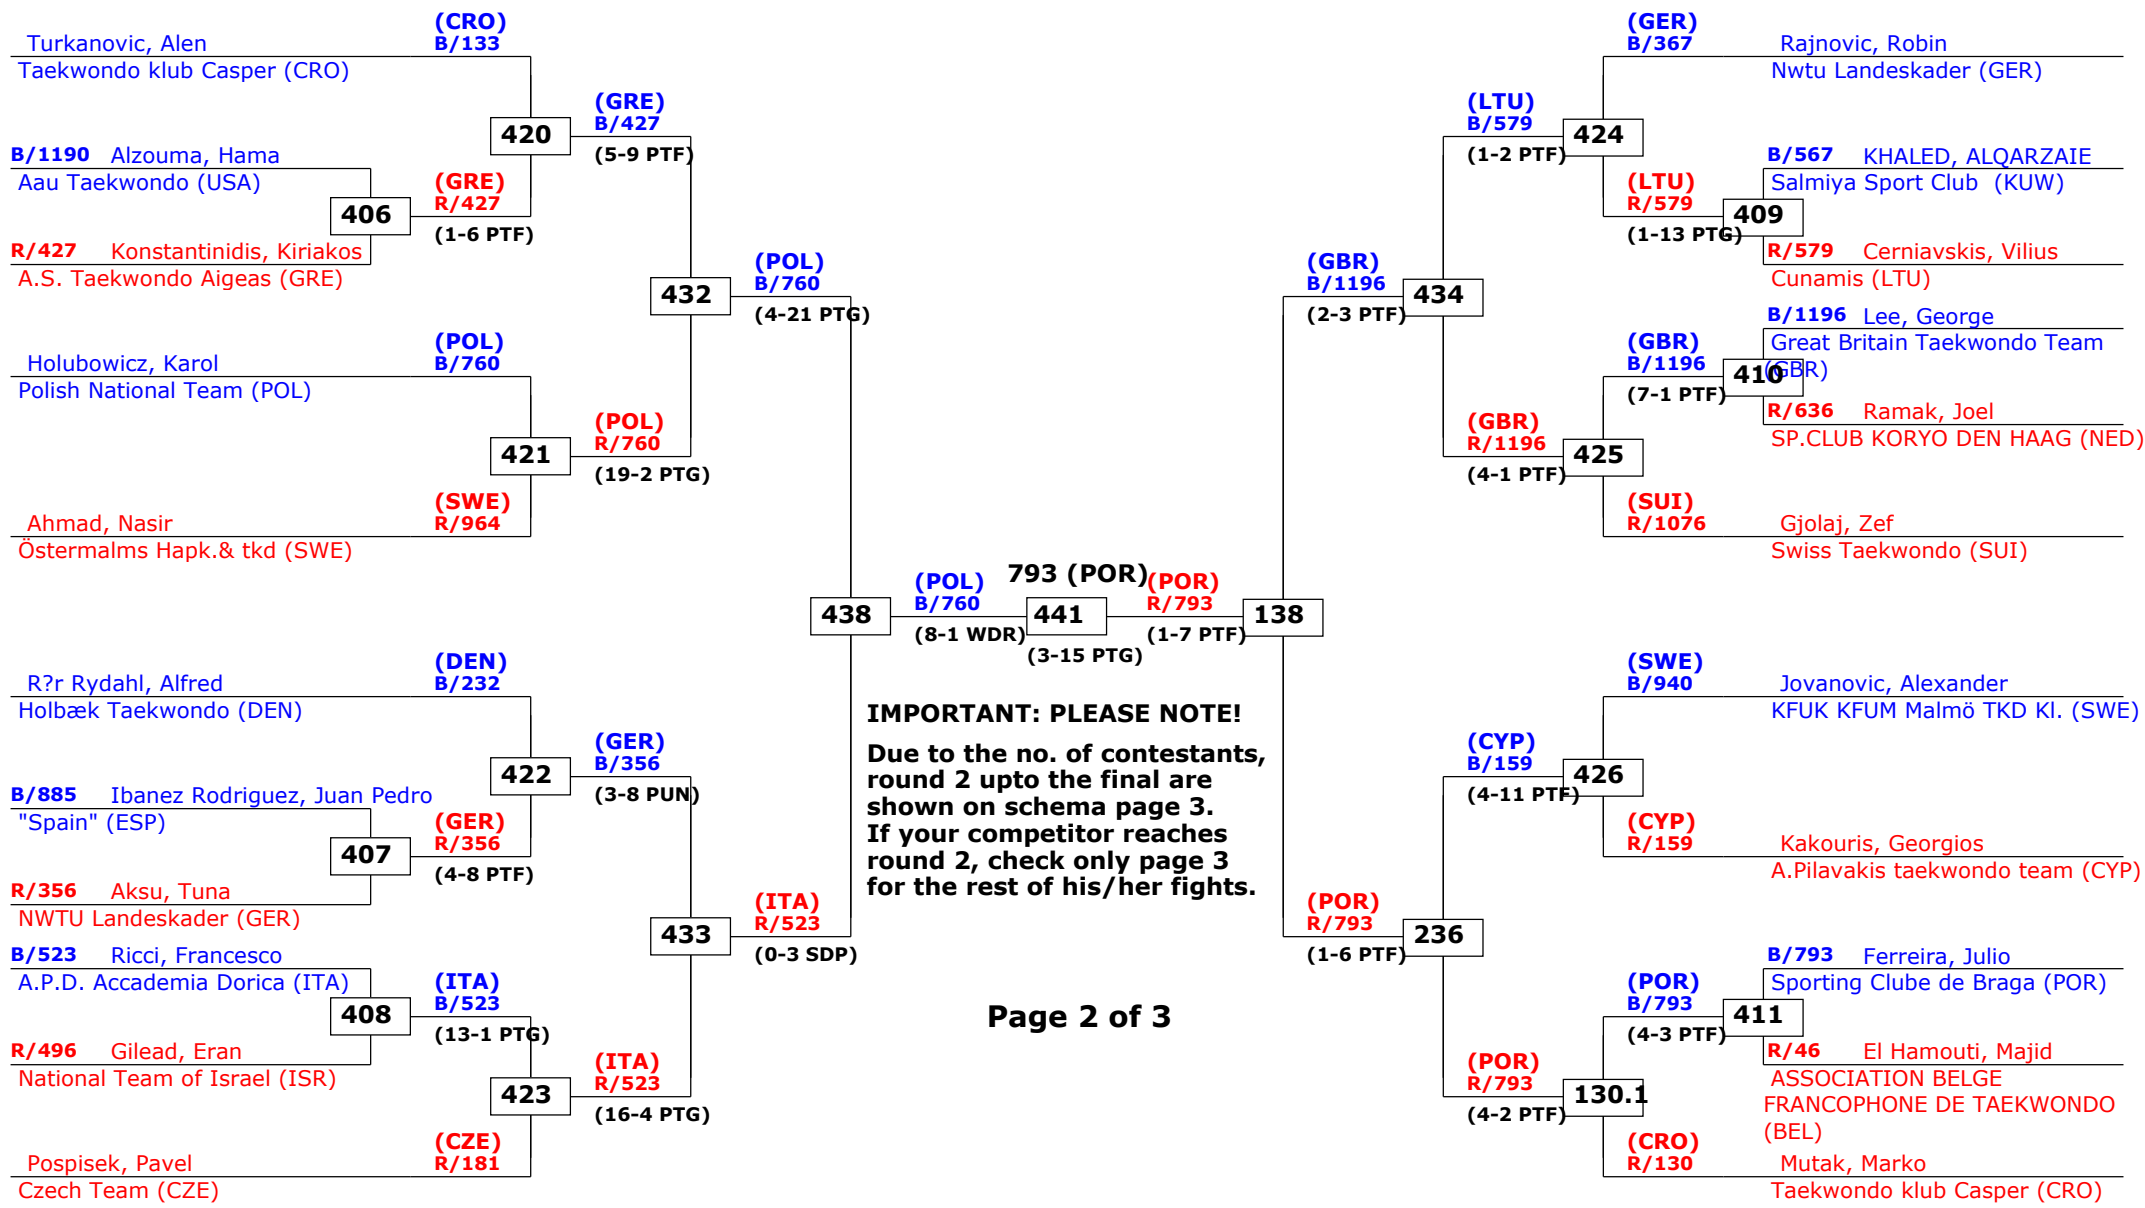 (CRO)
Turkanovic, Alen B/133
Taekwondo klub Casper (CRO)
(GRE)
B/427
420
(5-9 PTF)
B/1190 Alzouma, Hama
Aau Taekwondo (USA)
(GRE)
R/427
406
(1-6 PTF)
R/427 Konstantinidis, Kiriakos
A.S. Taekwondo Aigeas (GRE)
(POL)
B/760
432
(4-21 PTG)
(POL)
Holubowicz, Karol B/760
Polish National Team (POL)
(POL)
R/760
421
(19-2 PTG)
(SWE)
Ahmad, Nasir R/964
Östermalms Hapk.& tkd (SWE)
438
(POL)
B/760
(8-1 WDR)
793 (POR)
441
(3-15 PTG)
(POR)
R/793
(1-7 PTF)
138
(DEN)
R?r Rydahl, Alfred B/232
Holbæk Taekwondo (DEN)
(GER)
B/356
422
(3-8 PUN)
B/885 Ibanez Rodriguez, Juan Pedro
"Spain" (ESP)
(GER)
R/356
407
(4-8 PTF)
R/356 Aksu, Tuna
NWTU Landeskader (GER)
(ITA)
R/523
433
(0-3 SDP)
B/523 Ricci, Francesco
A.P.D. Accademia Dorica (ITA)
(ITA)
B/523
408
(13-1 PTG)
R/496 Gilead, Eran
National Team of Israel (ISR)
(ITA)
R/523
423
(16-4 PTG)
(CZE)
Pospisek, Pavel R/181
Czech Team (CZE)
IMPORTANT: PLEASE NOTE!
Due to the no. of contestants,
round 2 upto the final are
shown on schema page 3.
If your competitor reaches
round 2, check only page 3
for the rest of his/her fights.
Page 2 of 3
(GER)
B/367 Rajnovic, Robin
Nwtu Landeskader (GER)
(LTU)
B/579
424
(1-2 PTF)
B/567 KHALED, ALQARZAIE
Salmiya Sport Club (KUW)
(LTU)
R/579
409
(1-13 PTG)
R/579 Cerniavskis, Vilius
Cunamis (LTU)
(GBR)
B/1196
434
(2-3 PTF)
B/1196 Lee, George
Great Britain Taekwondo Team
(GBR)
(GBR)
B/1196
410
(7-1 PTF)
R/636 Ramak, Joel
SP.CLUB KORYO DEN HAAG (NED)
(GBR)
R/1196
425
(4-1 PTF)
(SUI)
R/1076 Gjolaj, Zef
Swiss Taekwondo (SUI)
(SWE)
B/940 Jovanovic, Alexander
KFUK KFUM Malmö TKD Kl. (SWE)
(CYP)
B/159
426
(4-11 PTF)
(CYP)
R/159 Kakouris, Georgios
A.Pilavakis taekwondo team (CYP)
(POR)
R/793
236
(1-6 PTF)
B/793 Ferreira, Julio
Sporting Clube de Braga (POR)
(POR)
B/793
411
(4-3 PTF)
R/46 El Hamouti, Majid
ASSOCIATION BELGE
FRANCOPHONE DE TAEKWONDO
(BEL)
(POR)
R/793
130.1
(4-2 PTF)
(CRO)
R/130 Mutak, Marko
Taekwondo klub Casper (CRO)